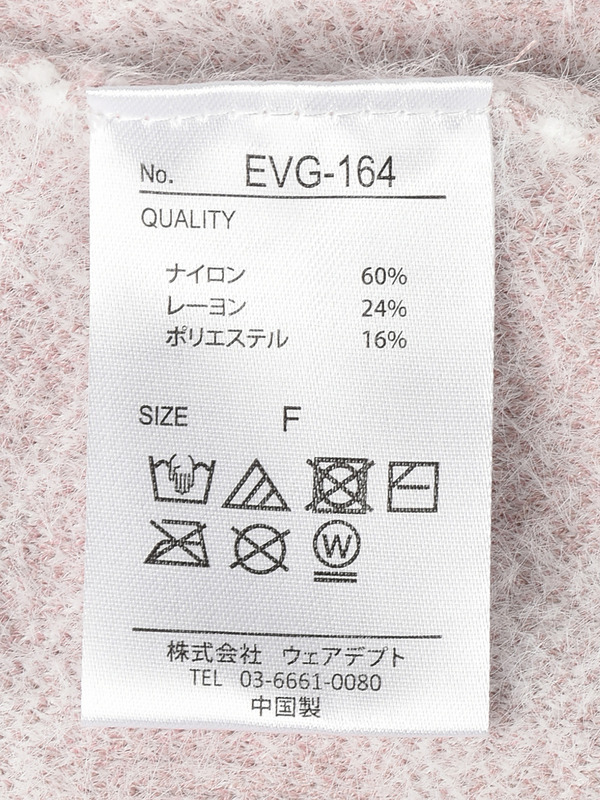 No. EVG-164
QUALITY
ナイロン 60%
レーヨン 24%
ポリエステル 16%
SIZE F
W
株式会社 ウェアデプト
TEL 03-6661-0080
中国製